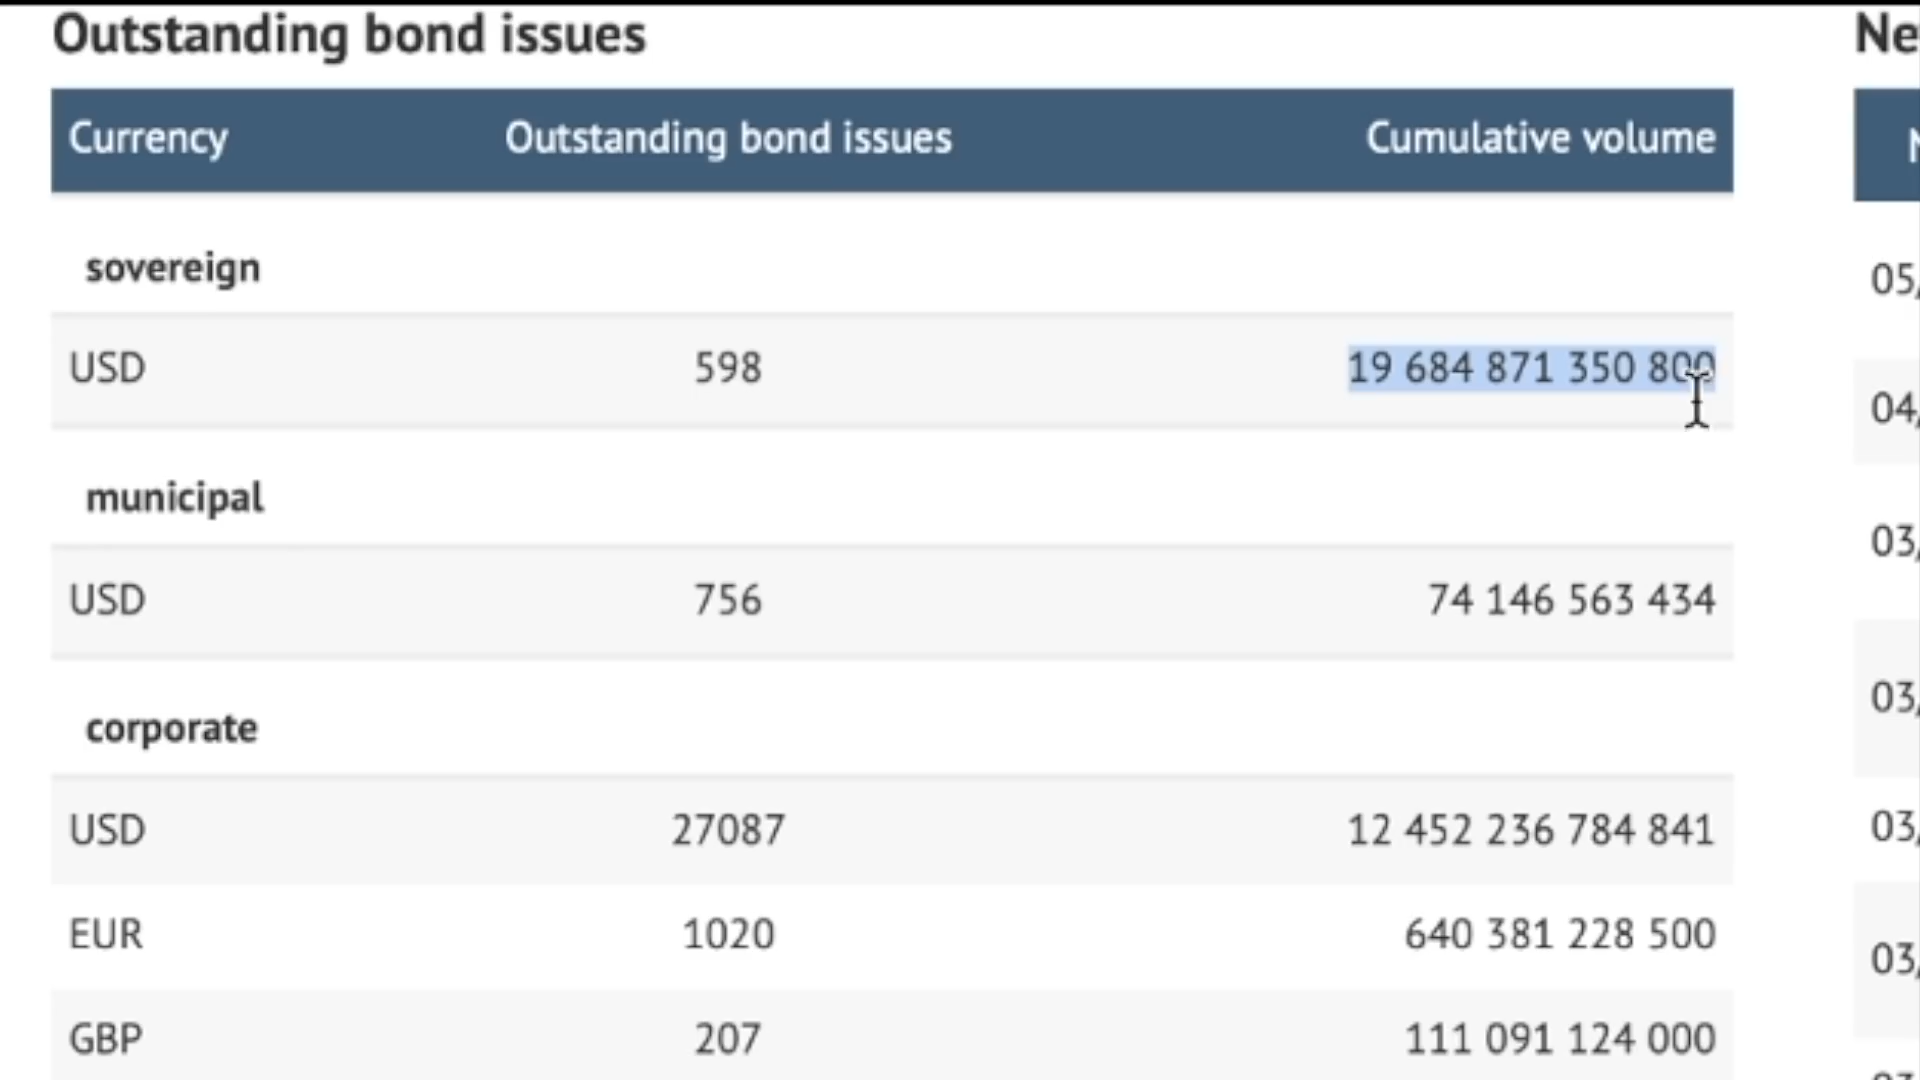 Outstanding bond issues
Currency Outstanding bond issues Cumulative volume
sovereign
USD 598 19 684 871 350 800
municipal
USD 756 74 146 563 434
corporate
USD 27087 12 452 236 784 841
EUR 1020 640 381 228 500
GBP 207 111 091 124 000
Ne
05/
04/
03/
03/
03/
03/